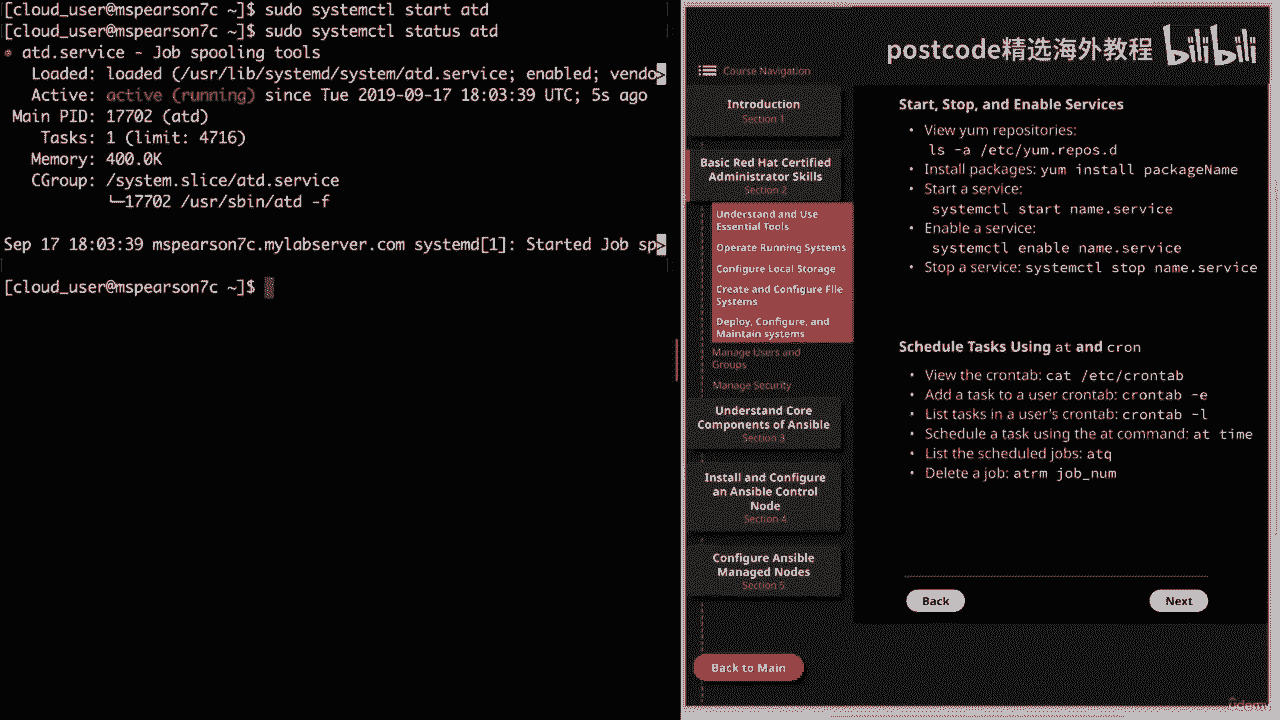 [cloud_user@mspearson7c ~]$ sudo systemctl start atd
[cloud_user@mspearson7c ~]$ sudo systemctl status atd
● atd.service - Job spooling tools
Loaded: loaded (/usr/lib/systemd/system/atd.service; enabled; vendo>
Active: active (running) since Tue 2019-09-17 18:03:39 UTC; 5s ago
Main PID: 17702 (atd)
Tasks: 1 (limit: 4716)
Memory: 400.0K
CGroup: /system.slice/atd.service
└─17702 /usr/sbin/atd -f
Sep 17 18:03:39 mspearson7c.mylabserver.com systemd[1]: Started Job sp>
[cloud_user@mspearson7c ~]$
postcode精选海外教程 bilibili
Course Navigation
Introduction
Section 1
Basic Red Hat Certified
Administrator Skills
Section 2
Understand and Use
Essential Tools
Operate Running Systems
Configure Local Storage
Create and Configure File
Systems
Deploy, Configure, and
Maintain systems
Manage Users and
Groups
Manage Security
Understand Core
Components of Ansible
Section 3
Install and Configure
an Ansible Control
Node
Section 4
Configure Ansible
Managed Nodes
Section 5
Back to Main
Start, Stop, and Enable Services
• View yum repositories:
ls -a /etc/yum.repos.d
• Install packages: yum install packageName
• Start a service:
systemctl start name.service
• Enable a service:
systemctl enable name.service
• Stop a service: systemctl stop name.service
Schedule Tasks Using at and cron
• View the crontab: cat /etc/crontab
• Add a task to a user crontab: crontab -e
• List tasks in a user's crontab: crontab -l
• Schedule a task using the at command: at time
• List the scheduled jobs: atq
• Delete a job: atrm job_num
Back
Next
ûdemy